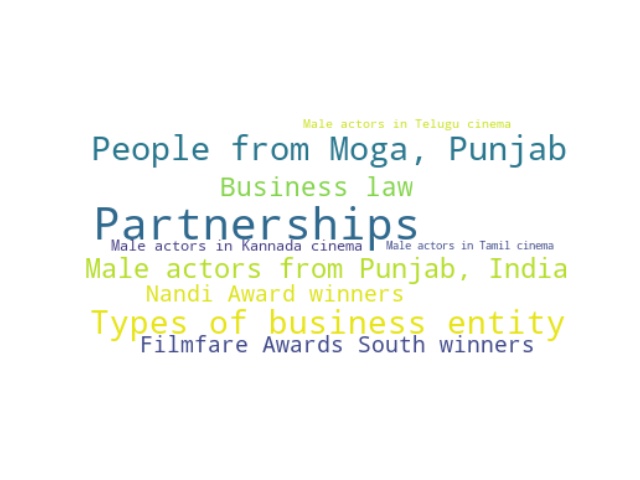 Male actors in Telugu cinema
People from Moga, Punjab
Business law
Partnerships
Male actors in Kannada cinema
Male actors in Tamil cinema
Male actors from Punjab, India
Nandi Award winners
Types of business entity
Filmfare Awards South winners